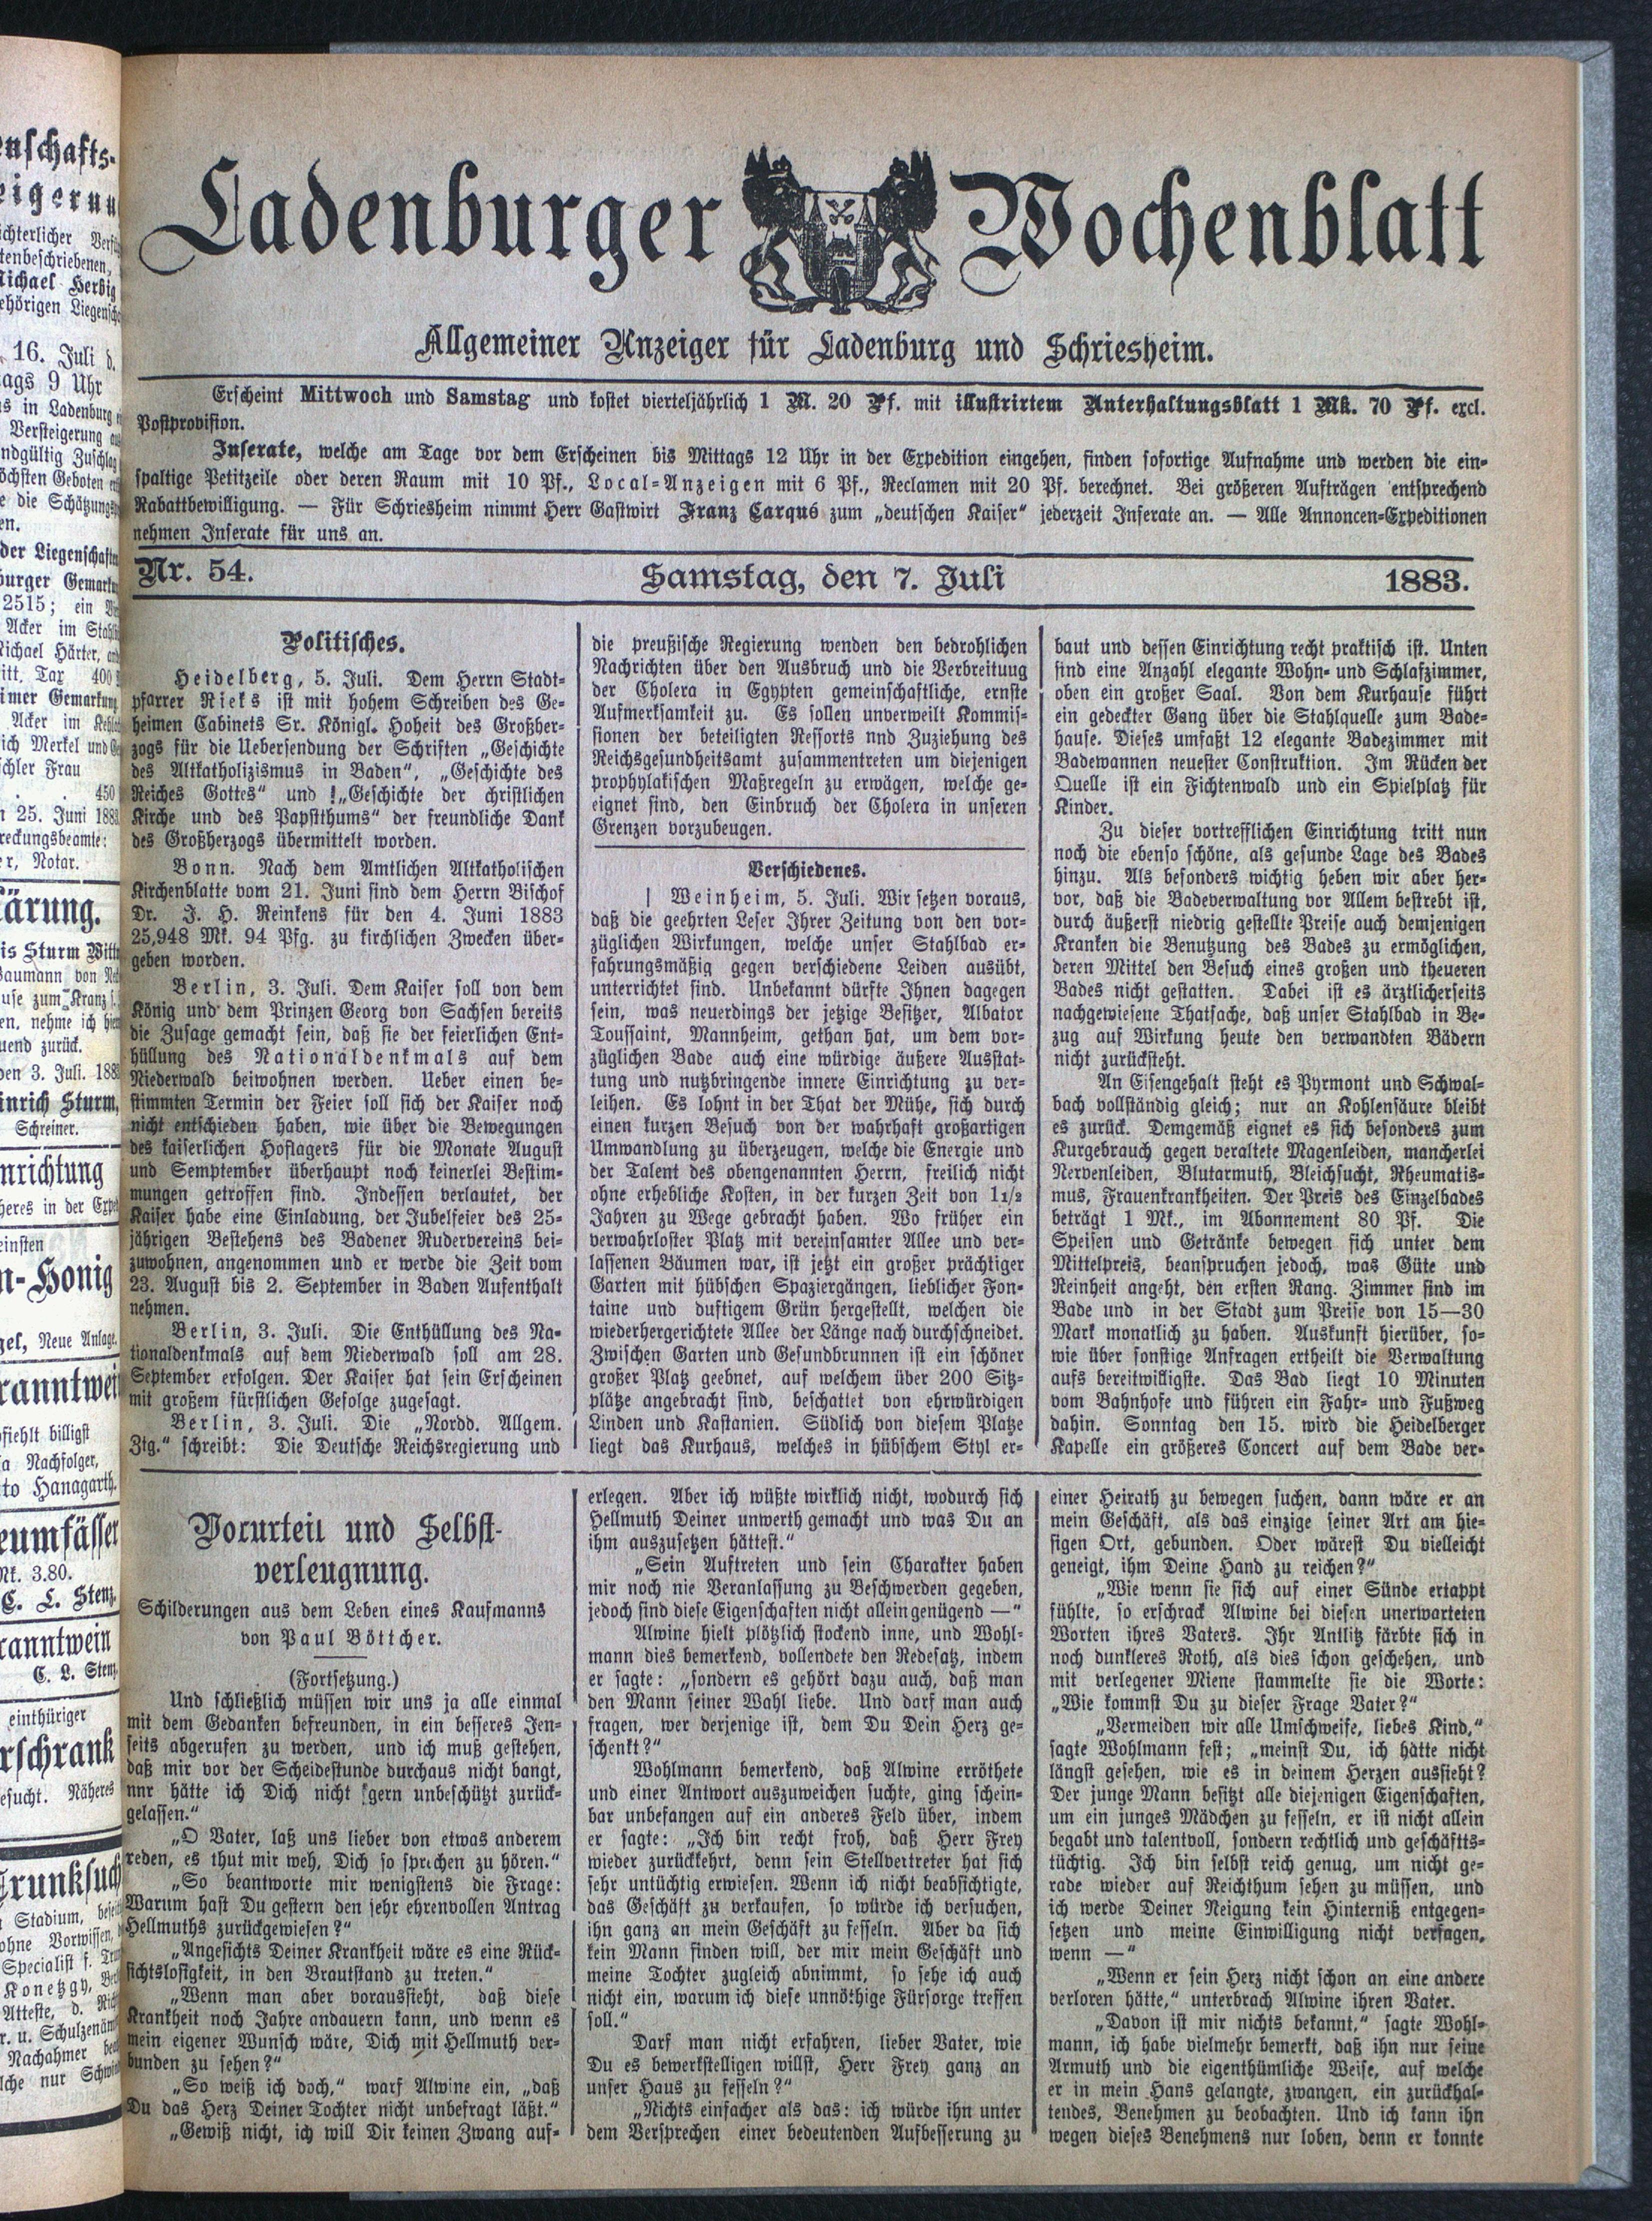 Ladenburger Wochenblatt
Allgemeiner Anzeiger für Ladenburg und Schriesheim.
Erscheint Mittwoch und Samstag und kostet vierteljährlich 1 M. 20 Pf. mit illustrirtem Unterhaltungsblatt 1 Mk. 70 Pf. excl.
Postprovision.
Inserate, welche am Tage vor dem Erscheinen bis Mittags 12 Uhr in der Expedition eingehen, finden sofortige Aufnahme und werden die ein-
spaltige Petitzeile oder deren Raum mit 10 Pf., Local-Anzeigen mit 6 Pf., Reclamen mit 20 Pf. berechnet. Bei größeren Aufträgen entsprechend
Rabattbewilligung. — Für Schriesheim nimmt Herr Gastwirt Franz Carqus zum „deutschen Kaiser“ jederzeit Inserate an. — Alle Annoncen-Expeditionen
nehmen Inserate für uns an.
Nr. 54. Samstag, den 7. Juli 1883.
Politisches.
Heidelberg, 5. Juli. Dem Herrn Stadt-
pfarrer Rieks ist mit hohem Schreiben des Ge-
heimen Cabinets Sr. Königl. Hoheit des Großher-
zogs für die Uebersendung der Schriften „Geschichte
des Altkatholizismus in Baden“, „Geschichte des
Reiches Gottes“ und !„Geschichte der christlichen
Kirche und des Papstthums“ der freundliche Dank
des Großherzogs übermittelt worden.
Bonn. Nach dem Amtlichen Altkatholischen
Kirchenblatte vom 21. Juni sind dem Herrn Bischof
Dr. J. H. Reinkens für den 4. Juni 1883
25,948 Mk. 94 Pfg. zu kirchlichen Zwecken über-
geben worden.
Berlin, 3. Juli. Dem Kaiser soll von dem
König und dem Prinzen Georg von Sachsen bereits
die Zusage gemacht sein, daß sie der feierlichen Ent-
hüllung des Nationaldenkmals auf dem
Niederwald beiwohnen werden. Ueber einen be-
stimmten Termin der Feier soll sich der Kaiser noch
nicht entschieden haben, wie über die Bewegungen
des kaiserlichen Hoflagers für die Monate August
und Semptember überhaupt noch keinerlei Bestim-
mungen getroffen sind. Indessen verlautet, der
Kaiser habe eine Einladung, der Jubelfeier des 25-
jährigen Bestehens des Badener Rudervereins bei-
zuwohnen, angenommen und er werde die Zeit vom
23. August bis 2. September in Baden Aufenthalt
nehmen.
Berlin, 3. Juli. Die Enthüllung des Na-
tionaldenkmals auf dem Niederwald soll am 28.
September erfolgen. Der Kaiser hat sein Erscheinen
mit großem fürstlichen Gefolge zugesagt.
Berlin, 3. Juli. Die „Nordd. Allgem.
Ztg.“ schreibt: Die Deutsche Reichsregierung und
die preußische Regierung wenden den bedrohlichen
Nachrichten über den Ausbruch und die Verbreitung
der Cholera in Egypten gemeinschaftliche, ernste
Aufmerksamkeit zu. Es sollen unverweilt Kommis-
sionen der beteiligten Ressorts nnd Zuziehung des
Reichsgesundheitsamt zusammentreten um diejenigen
prophylakischen Maßregeln zu erwägen, welche ge-
eignet sind, den Einbruch der Cholera in unseren
Grenzen vorzubeugen.
Verschiedenes.
| Weinheim, 5. Juli. Wir setzen voraus,
daß die geehrten Leser Ihrer Zeitung von den vor-
züglichen Wirkungen, welche unser Stahlbad er-
fahrungsmäßig gegen verschiedene Leiden ausübt,
unterrichtet sind. Unbekannt dürfte Ihnen dagegen
sein, was neuerdings der jetzige Besitzer, Albator
Toussaint, Mannheim, gethan hat, um dem vor-
züglichen Bade auch eine würdige äußere Ausstat-
tung und nutzbringende innere Einrichtung zu ver-
leihen. Es lohnt in der That der Mühe, sich durch
einen kurzen Besuch von der wahrhaft großartigen
Umwandlung zu überzeugen, welche die Energie und
der Talent des obengenannten Herrn, freilich nicht
ohne erhebliche Kosten, in der kurzen Zeit von 1 1/2
Jahren zu Wege gebracht haben. Wo früher ein
verwahrloster Platz mit vereinsamter Allee und ver-
lassenen Bäumen war, ist jetzt ein großer prächtiger
Garten mit hübschen Spaziergängen, lieblicher Fon-
taine und duftigem Grün hergestellt, welchen die
wiederhergerichtete Allee der Länge nach durchschneidet.
Zwischen Garten und Gesundbrunnen ist ein schöner
großer Platz geebnet, auf welchem über 200 Sitz-
plätze angebracht sind, beschattet von ehrwürdigen
Linden und Kastanien. Südlich von diesem Platze
liegt das Kurhaus, welches in hübschem Styl er-
baut und dessen Einrichtung recht praktisch ist. Unten
sind eine Anzahl elegante Wohn- und Schlafzimmer,
oben ein großer Saal. Von dem Kurhause führt
ein gedeckter Gang über die Stahlquelle zum Bade-
hause. Dieses umfaßt 12 elegante Badezimmer mit
Badewannen neuester Construktion. Im Rücken der
Quelle ist ein Fichtenwald und ein Spielplatz für
Kinder.
Zu dieser vortrefflichen Einrichtung tritt nun
noch die ebenso schöne, als gesunde Lage des Bades
hinzu. Als besonders wichtig heben wir aber her-
vor, daß die Badeverwaltung vor Allem bestrebt ist,
durch äußerst niedrig gestellte Preise auch demjenigen
Kranken die Benutzung des Bades zu ermöglichen,
deren Mittel den Besuch eines großen und theueren
Bades nicht gestatten. Dabei ist es ärztlicherseits
nachgewiesene Thatsache, daß unser Stahlbad in Be-
zug auf Wirkung heute den verwandten Bädern
nicht zurücksteht.
An Eisengehalt steht es Pyrmont und Schwal-
bach vollständig gleich; nur an Kohlensäure bleibt
es zurück. Demgemäß eignet es sich besonders zum
Kurgebrauch gegen veraltete Magenleiden, mancherlei
Nervenleiden, Blutarmuth, Bleichsucht, Rheumatis-
mus, Frauenkrankheiten. Der Preis des Einzelbades
beträgt 1 Mk., im Abonnement 80 Pf. Die
Speisen und Getränke bewegen sich unter dem
Mittelpreis, beanspruchen jedoch, was Güte und
Reinheit angeht, den ersten Rang. Zimmer sind im
Bade und in der Stadt zum Preise von 15—30
Mark monatlich zu haben. Auskunft hierüber, so-
wie über sonstige Anfragen ertheilt die Verwaltung
aufs bereitwilligste. Das Bad liegt 10 Minuten
vom Bahnhofe und führen ein Fahr- und Fußweg
dahin. Sonntag den 15. wird die Heidelberger
Kapelle ein größeres Concert auf dem Bade ver-
Vorurteil und Selbst-
verleugnung.
Schilderungen aus dem Leben eines Kaufmanns
von Paul Böttcher.
(Fortsetzung.)
Und schließlich müssen wir uns ja alle einmal
mit dem Gedanken befreunden, in ein besseres Jen-
seits abgerufen zu werden, und ich muß gestehen,
daß mir vor der Scheidestunde durchaus nicht bangt,
nnr hätte ich Dich nicht gern unbeschützt zurück-
gelassen.“
„O Vater, laß uns lieber von etwas anderem
reden, es thut mir weh, Dich so sprechen zu hören.“
„So beantworte mir wenigstens die Frage:
Warum hast Du gestern den sehr ehrenvollen Antrag
Hellmuths zurückgewiesen?“
„Angesichts Deiner Krankheit wäre es eine Rück-
sichtslosigkeit, in den Brautstand zu treten.“
„Wenn man aber voraussieht, daß diese
Krankheit noch Jahre andauern kann, und wenn es
mein eigener Wunsch wäre, Dich mit Hellmuth ver-
bunden zu sehen?“
„So weiß ich doch,“ warf Alwine ein, „daß
Du das Herz Deiner Tochter nicht unbefragt läßt.“
„Gewiß nicht, ich will Dir keinen Zwang auf-
erlegen. Aber ich wüßte wirklich nicht, wodurch sich
Hellmuth Deiner unwerth gemacht und was Du an
ihm auszusetzen hättest.“
„Sein Auftreten und sein Charakter haben
mir noch nie Veranlassung zu Beschwerden gegeben,
jedoch sind diese Eigenschaften nicht allein genügend —“
Alwine hielt plötzlich stockend inne, und Wohl-
mann dies bemerkend, vollendete den Redesatz, indem
er sagte: „sondern es gehört dazu auch, daß man
den Mann seiner Wahl liebe. Und darf man auch
fragen, wer derjenige ist, dem Du Dein Herz ge-
schenkt?“
Wohlmann bemerkend, daß Alwine erröthete
und einer Antwort auszuweichen suchte, ging schein-
bar unbefangen auf ein anderes Feld über, indem
er sagte: „Ich bin recht froh, daß Herr Frey
wieder zurückkehrt, denn sein Stellvertreter hat sich
sehr untüchtig erwiesen. Wenn ich nicht beabsichtigte,
das Geschäft zu verkaufen, so würde ich versuchen,
ihn ganz an mein Geschäft zu fesseln. Aber da sich
kein Mann finden will, der mir mein Geschäft und
meine Tochter zugleich abnimmt, so sehe ich auch
nicht ein, warum ich diese unnöthige Fürsorge treffen
soll.“
Darf man nicht erfahren, lieber Vater, wie
Du es bewerkstelligen willst, Herr Frey ganz an
unser Haus zu fesseln?“
„Nichts einfacher als das: ich würde ihn unter
dem Versprechen einer bedeutenden Aufbesserung zu
einer Heirath zu bewegen suchen, dann wäre er an
mein Geschäft, als das einzige seiner Art am hie-
sigen Ort, gebunden. Oder wärest Du vielleicht
geneigt, ihm Deine Hand zu reichen?“
„Wie wenn sie sich auf einer Sünde ertappt
fühlte, so erschrack Alwine bei diesen unerwarteten
Worten ihres Vaters. Ihr Antlitz färbte sich in
noch dunkleres Roth, als dies schon geschehen, und
mit verlegener Miene stammelte sie die Worte:
„Wie kommst Du zu dieser Frage Vater?“
„Vermeiden wir alle Umschweife, liebes Kind,“
sagte Wohlmann fest; „meinst Du, ich hätte nicht
längst gesehen, wie es in deinem Herzen aussieht?
Der junge Mann besitzt alle diejenigen Eigenschaften,
um ein junges Mädchen zu fesseln, er ist nicht allein
begabt und talentvoll, sondern rechtlich und geschäftts-
tüchtig. Ich bin selbst reich genug, um nicht ge-
rade wieder auf Reichthum sehen zu müssen, und
ich werde Deiner Neigung kein Hinterniß entgegen-
setzen und meine Einwilligung nicht versagen,
wenn —“
„Wenn er sein Herz nicht schon an eine andere
verloren hätte,“ unterbrach Alwine ihren Vater.
„Davon ist mir nichts bekannt,“ sagte Wohl-
mann, ich habe vielmehr bemerkt, daß ihn nur seine
Armuth und die eigenthümliche Weise, auf welche
er in mein Hans gelangte, zwangen, ein zurückhal-
tendes, Benehmen zu beobachten. Und ich kann ihn
wegen dieses Benehmens nur loben, denn er konnte